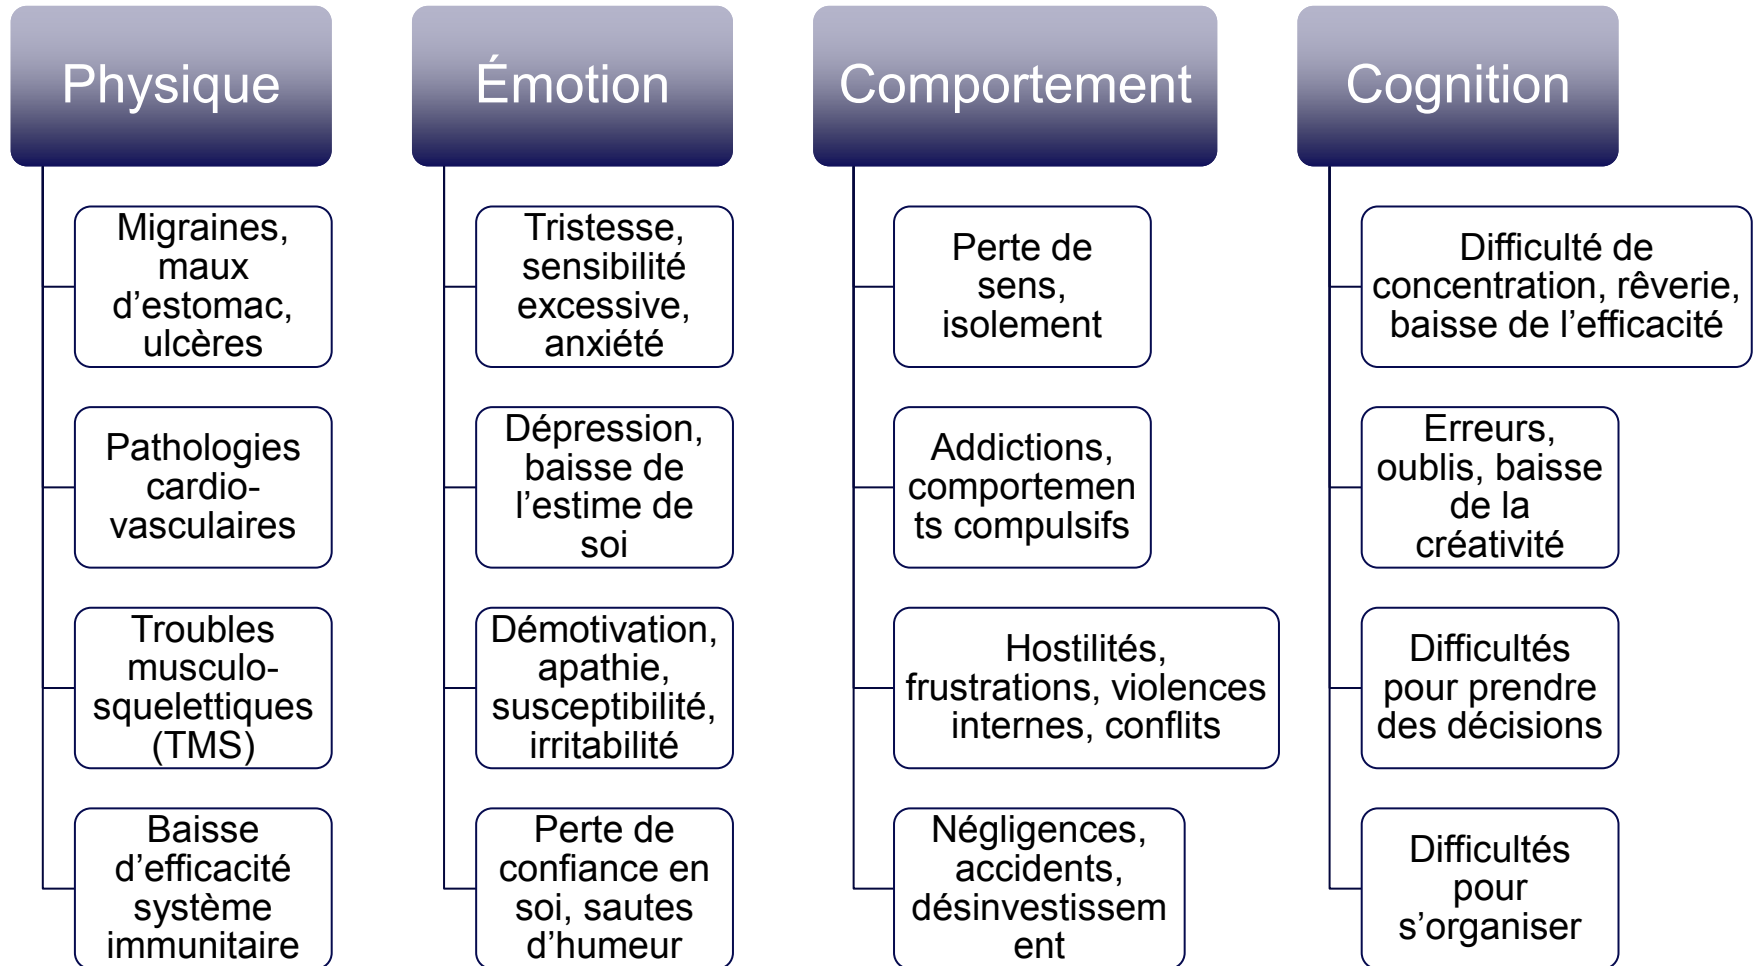 Physique
Migraines,
maux
d’estomac,
ulcères
Pathologies
cardio-
vasculaires
Troubles
musculo-
squelettiques
(TMS)
Baisse
d’efficacité
système
immunitaire
Émotion
Tristesse,
sensibilité
excessive,
anxiété
Dépression,
baisse de
l’estime de
soi
Démotivation,
apathie,
susceptibilité,
irritabilité
Perte de
confiance en
soi, sautes
d’humeur
Comportement
Perte de
sens,
isolement
Addictions,
comportemen
ts compulsifs
Hostilités,
frustrations, violences
internes, conflits
Négligences,
accidents,
désinvestissem
ent
Cognition
Difficulté de
concentration, rêverie,
baisse de l’efficacité
Erreurs,
oublis, baisse
de la
créativité
Difficultés
pour prendre
des décisions
Difficultés
pour
s’organiser